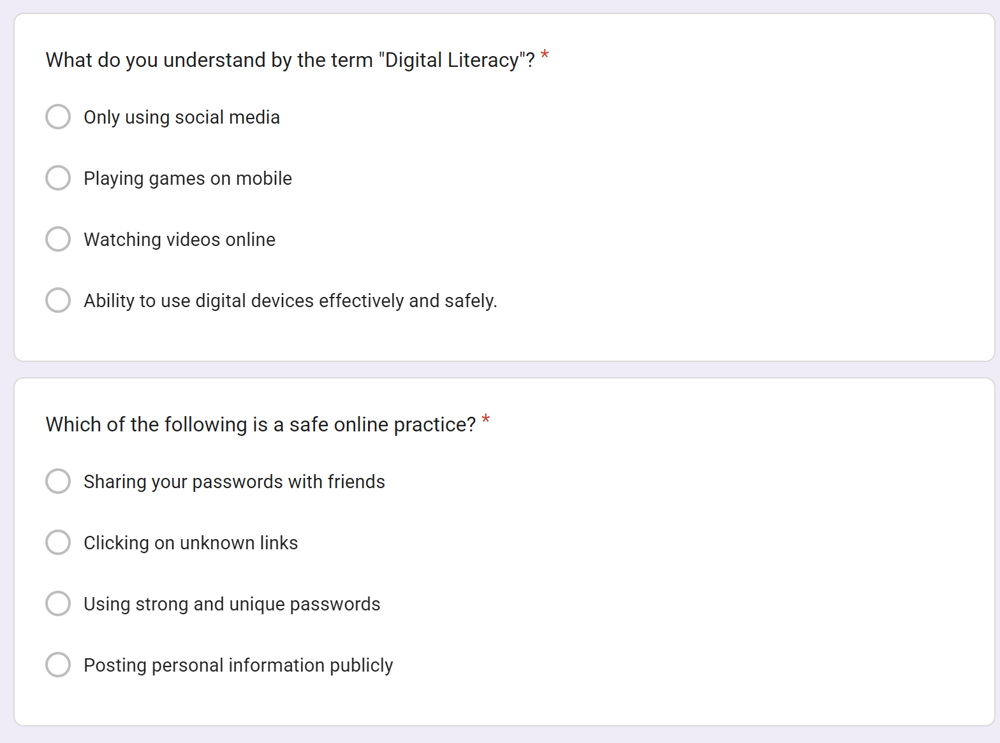 What do you understand by the term "Digital Literacy"? *
Only using social media
Playing games on mobile
Watching videos online
Ability to use digital devices effectively and safely.
Which of the following is a safe online practice? *
Sharing your passwords with friends
Clicking on unknown links
Using strong and unique passwords
Posting personal information publicly